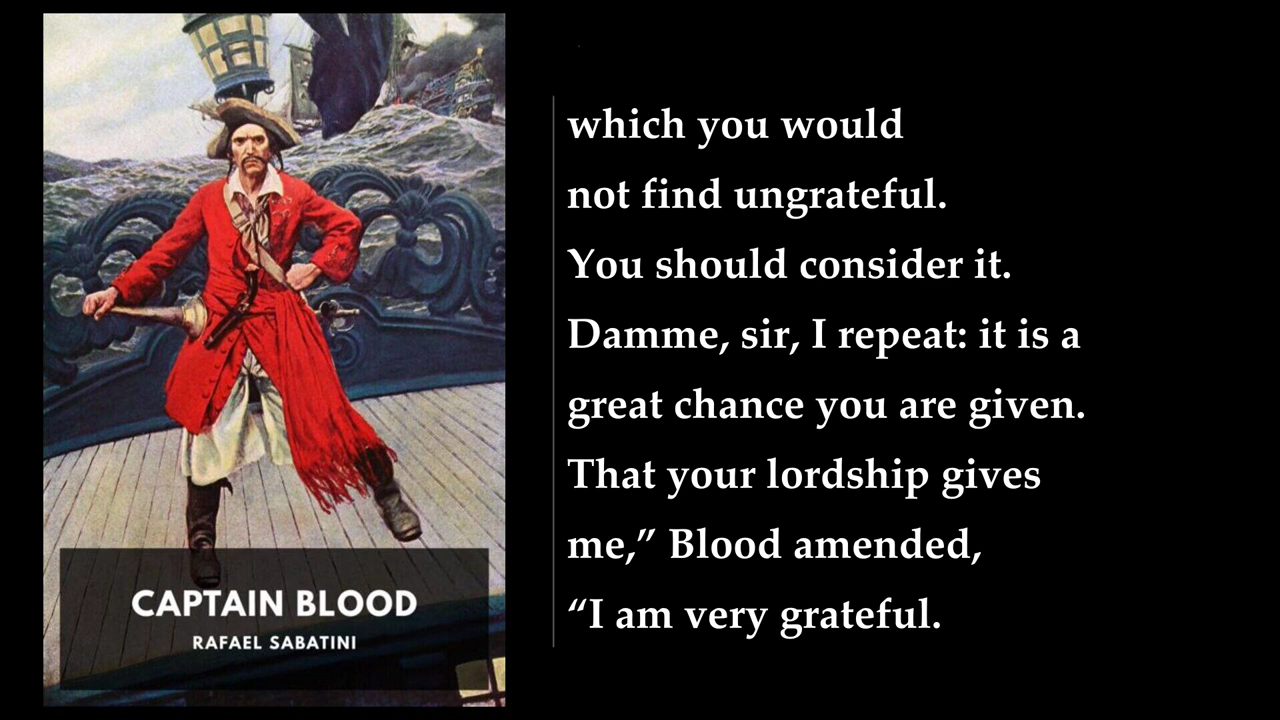 CAPTAIN BLOOD
RAFAEL SABATINI
which you would
not find ungrateful.
You should consider it.
Damme, sir, I repeat: it is a
great chance you are given.
That your lordship gives
me,” Blood amended,
“I am very grateful.